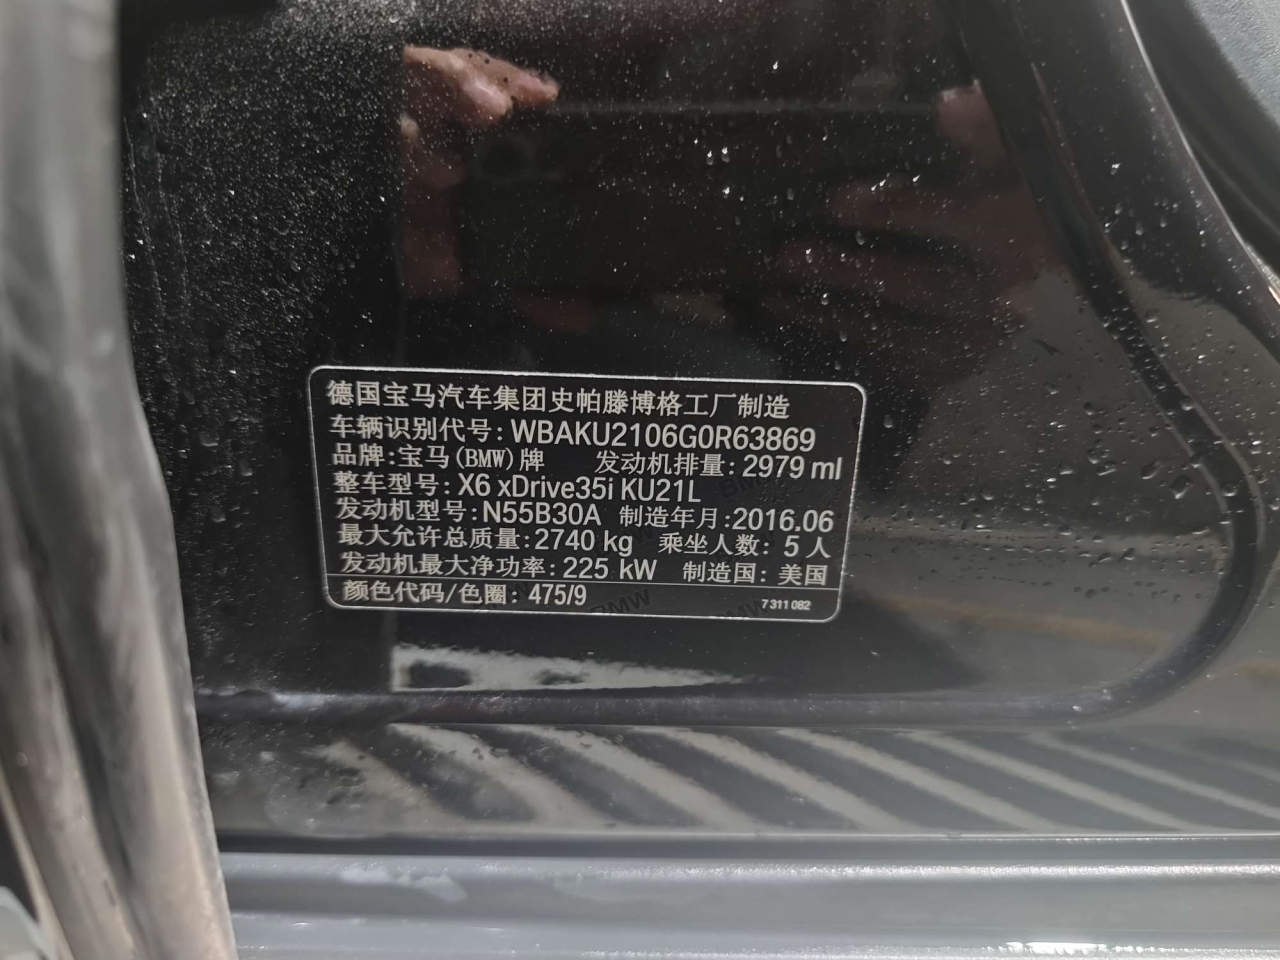 德国宝马汽车集团史帕滕博格工厂制造
车辆识别代号: WBAKU2106G0R63869
品牌:宝马(BMW)牌 发动机排量: 2979 ml
整车型号: X6 xDrive35i KU21L
发动机型号: N55B30A 制造年月:2016.06
最大允许总质量:2740 kg 乘坐人数: 5 人
发动机最大净功率: 225 kW 制造国: 美国
颜色代码/色圈: 475/9 7 311 082